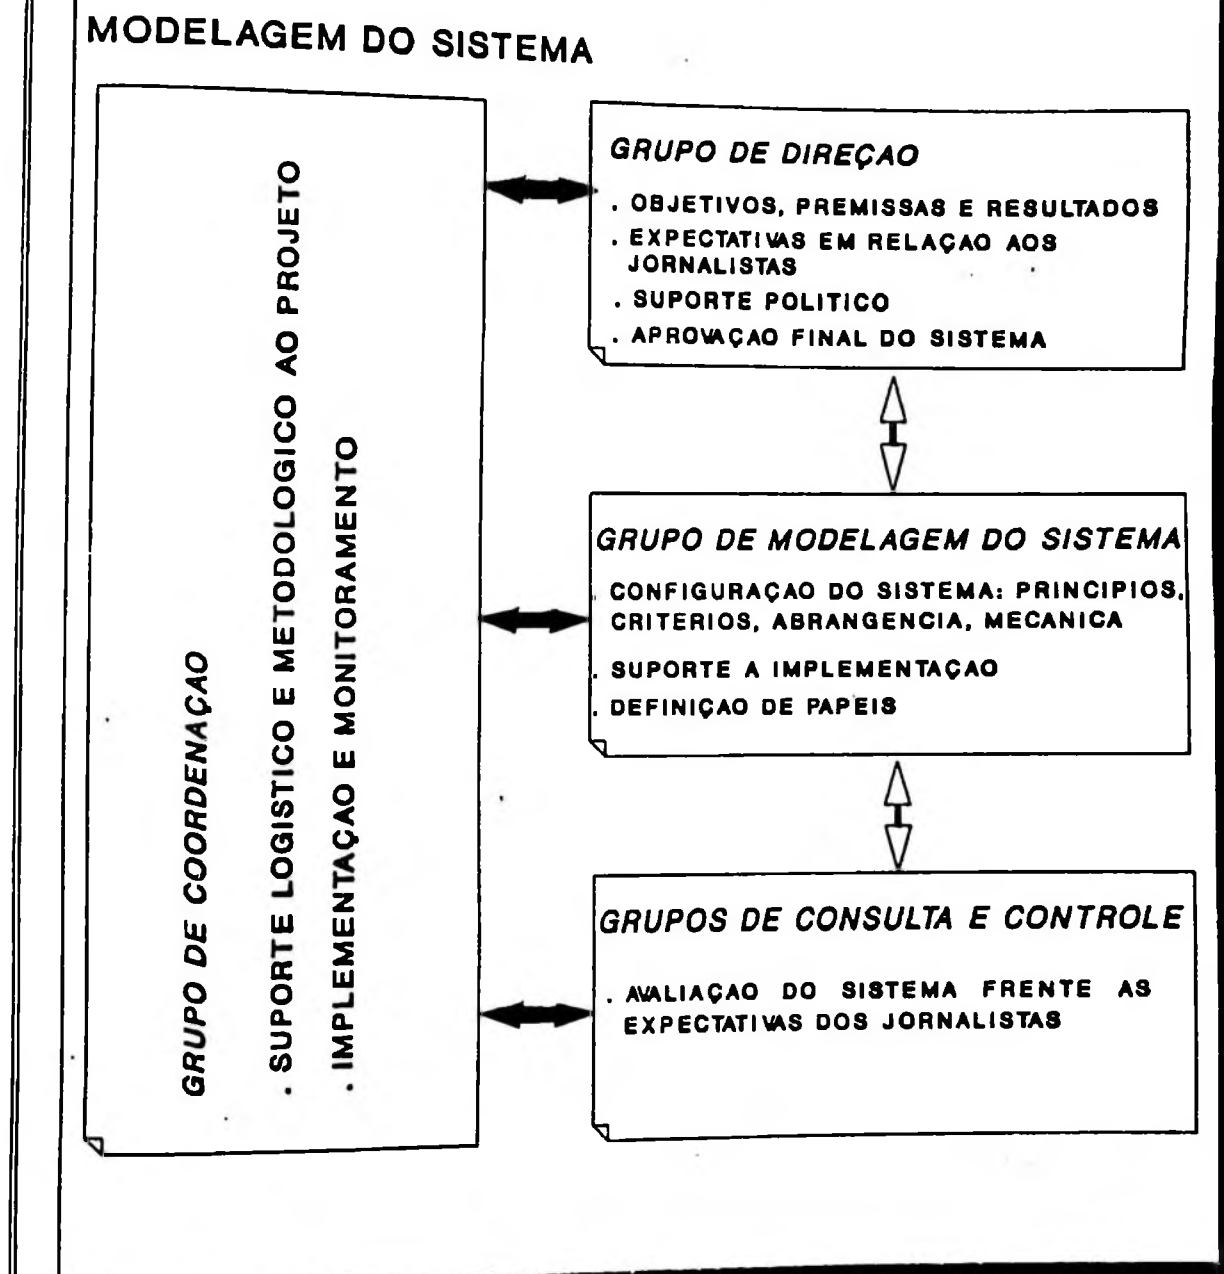 MODELAGEM DO SISTEMA
GRUPO DE COORDENAÇAO
. SUPORTE LOGISTICO E METODOLOGICO AO PROJETO
. IMPLEMENTAÇAO E MONITORAMENTO
GRUPO DE DIREÇAO
. OBJETIVOS, PREMISSAS E RESULTADOS
. EXPECTATIVAS EM RELAÇAO AOS
JORNALISTAS
. SUPORTE POLITICO
. APROVAÇAO FINAL DO SISTEMA
GRUPO DE MODELAGEM DO SISTEMA
. CONFIGURAÇAO DO SISTEMA: PRINCIPIOS,
CRITERIOS, ABRANGENCIA, MECANICA
. SUPORTE A IMPLEMENTAÇAO
. DEFINIÇAO DE PAPEIS
GRUPOS DE CONSULTA E CONTROLE
. AVALIAÇAO DO SISTEMA FRENTE AS
EXPECTATIVAS DOS JORNALISTAS